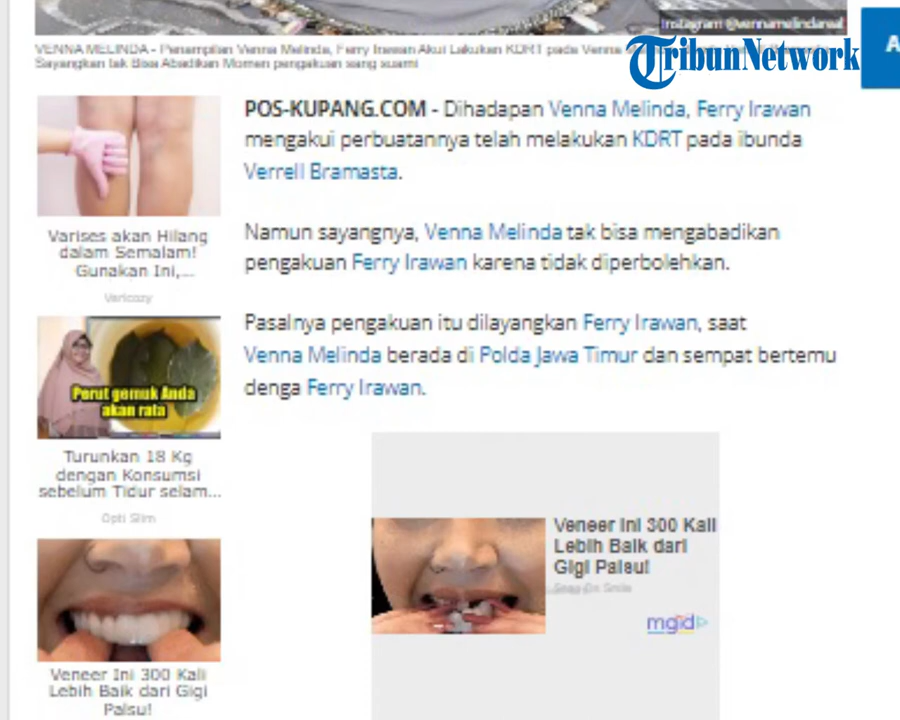 Instagram @vennamelindareal
VENNA MELINDA - Penampilan Venna Melinda, Ferry Irawan Akui Lakukan KDRT pada Venna
Sayangkan tak Bisa Abadikan Momen pengakuan sang suami
TribunNetwork
A
POS-KUPANG.COM - Dihadapan Venna Melinda, Ferry Irawan
mengakui perbuatannya telah melakukan KDRT pada ibunda
Verrell Bramasta.
Namun sayangnya, Venna Melinda tak bisa mengabadikan
pengakuan Ferry Irawan karena tidak diperbolehkan.
Pasalnya pengakuan itu dilayangkan Ferry Irawan, saat
Venna Melinda berada di Polda Jawa Timur dan sempat bertemu
denga Ferry Irawan.
Varises akan Hilang
dalam Semalam!
Gunakan Ini,...
Varicozy
Perut gemuk Anda
akan rata
Turunkan 18 Kg
dengan Konsumsi
sebelum Tidur selam...
Opti Slim
Veneer Ini 300 Kali
Lebih Baik dari Gigi
Palsu!
Veneer Ini 300 Kali
Lebih Baik dari
Gigi Palsu!
Snap-On Smile
mgid